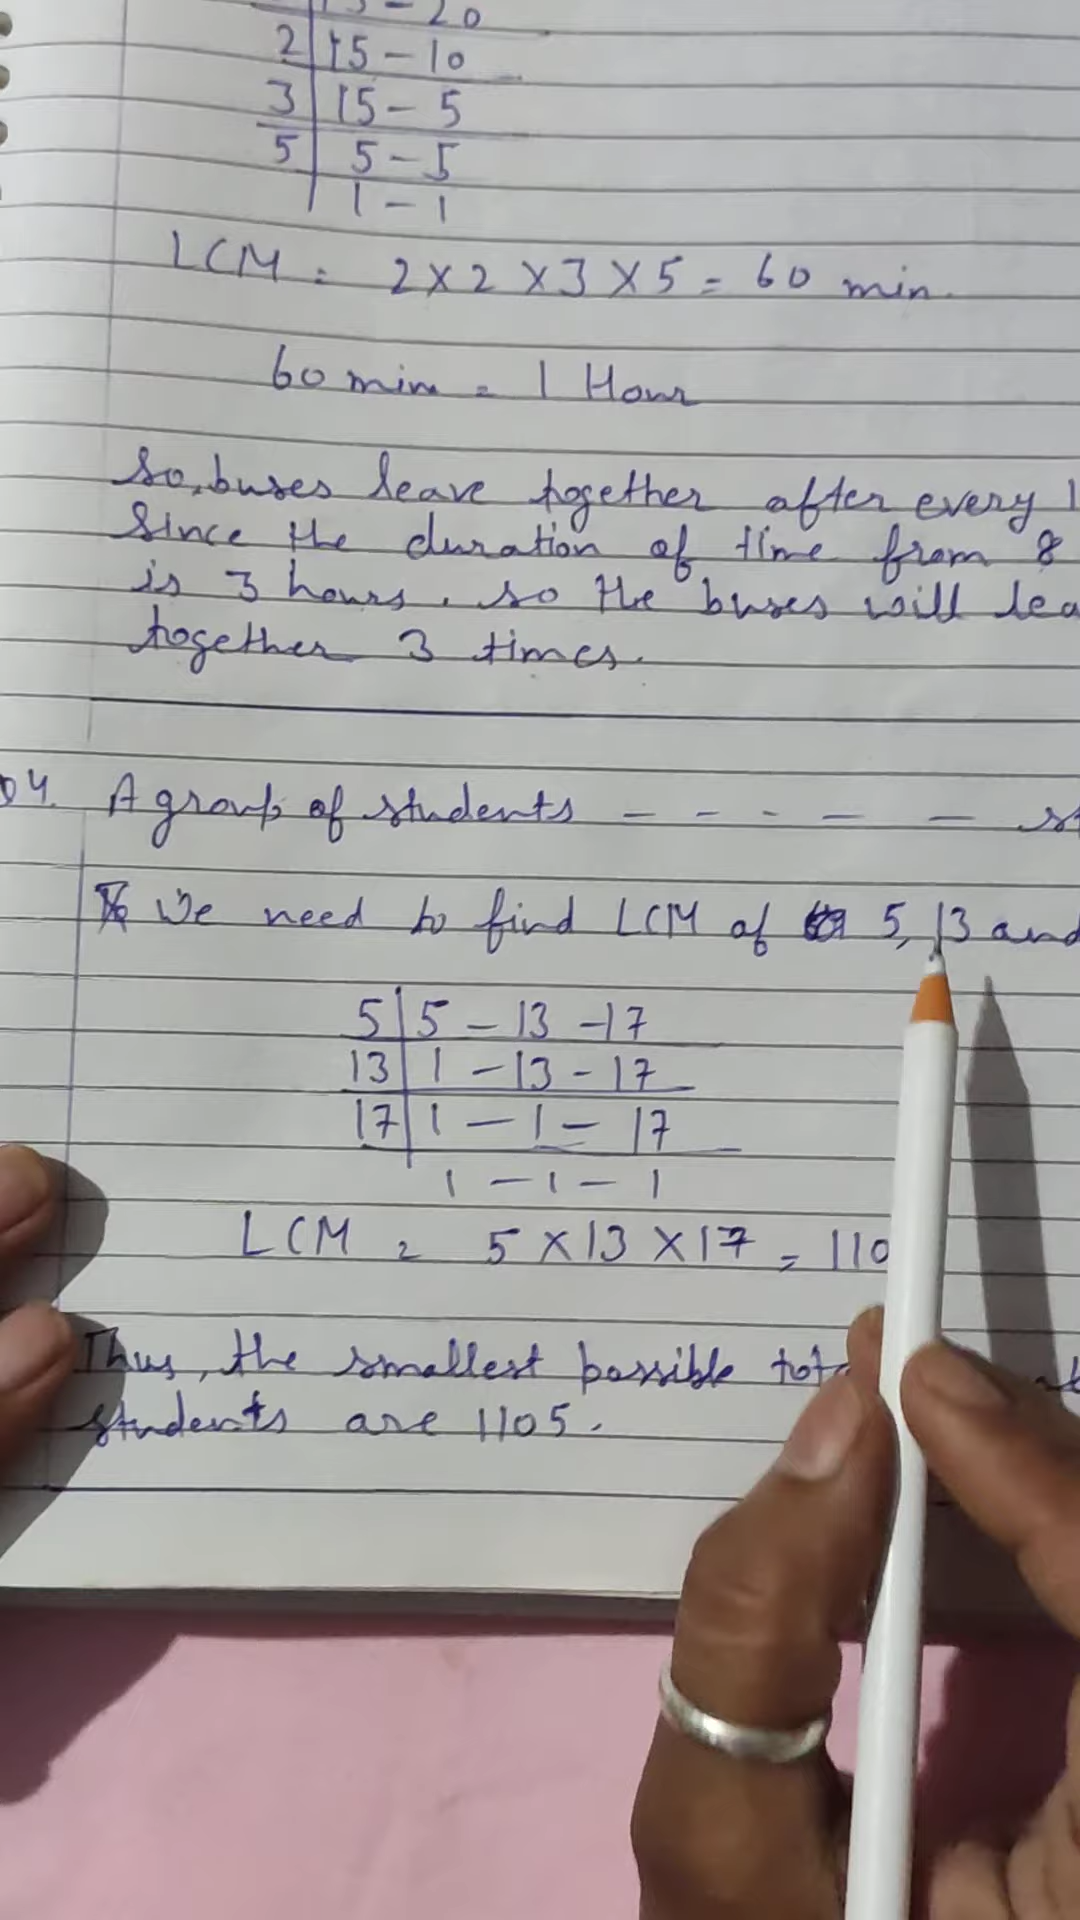 15 - 20
2 | 15 - 10
3 | 15 - 5
5 | 5 - 5
1 - 1
LCM = 2 × 2 × 3 × 5 = 60 min.
60 min = 1 Hour
So, buses leave together after every 1
Since the duration of time from 8
is 3 hours, so the buses will lea
together 3 times.
Q4. A group of students - - - - -
We need to find LCM of 5, 13 and
5 | 5 - 13 - 17
13 | 1 - 13 - 17
17 | 1 - 1 - 17
1 - 1 - 1
LCM = 5 × 13 × 17 = 110
Thus, the smallest possible
students are 1105.